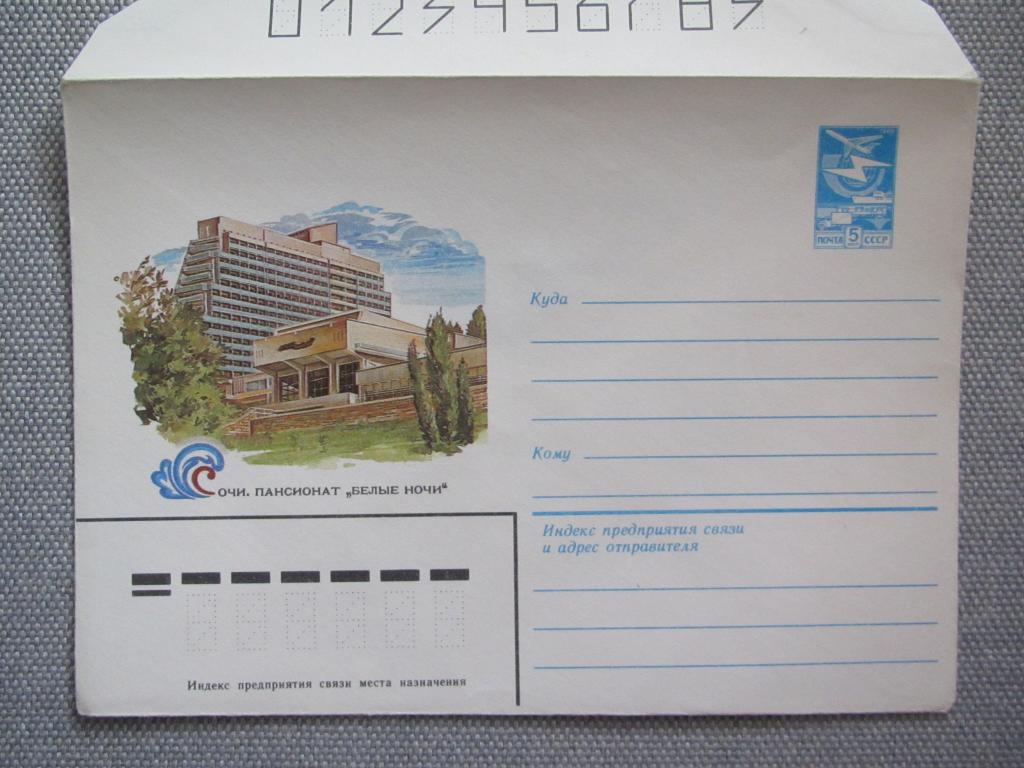 0123456789
ПОЧТА 5 СССР
Куда
Кому
Сочи. ПАНСИОНАТ „БЕЛЫЕ НОЧИ"
Индекс предприятия связи
и адрес отправителя
Индекс предприятия связи места назначения